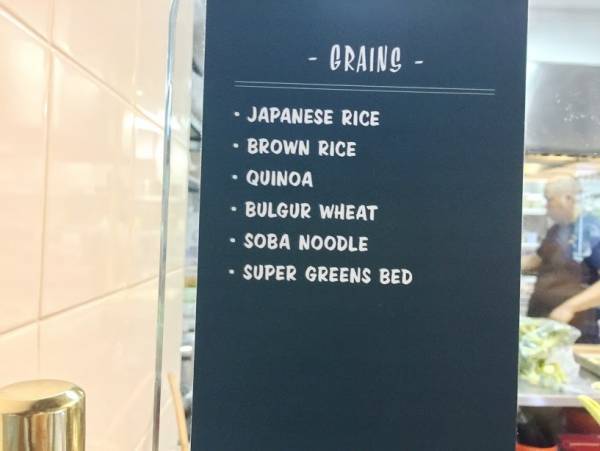 - GRAINS -
· JAPANESE RICE
· BROWN RICE
· QUINOA
· BULGUR WHEAT
· SOBA NOODLE
· SUPER GREENS BED